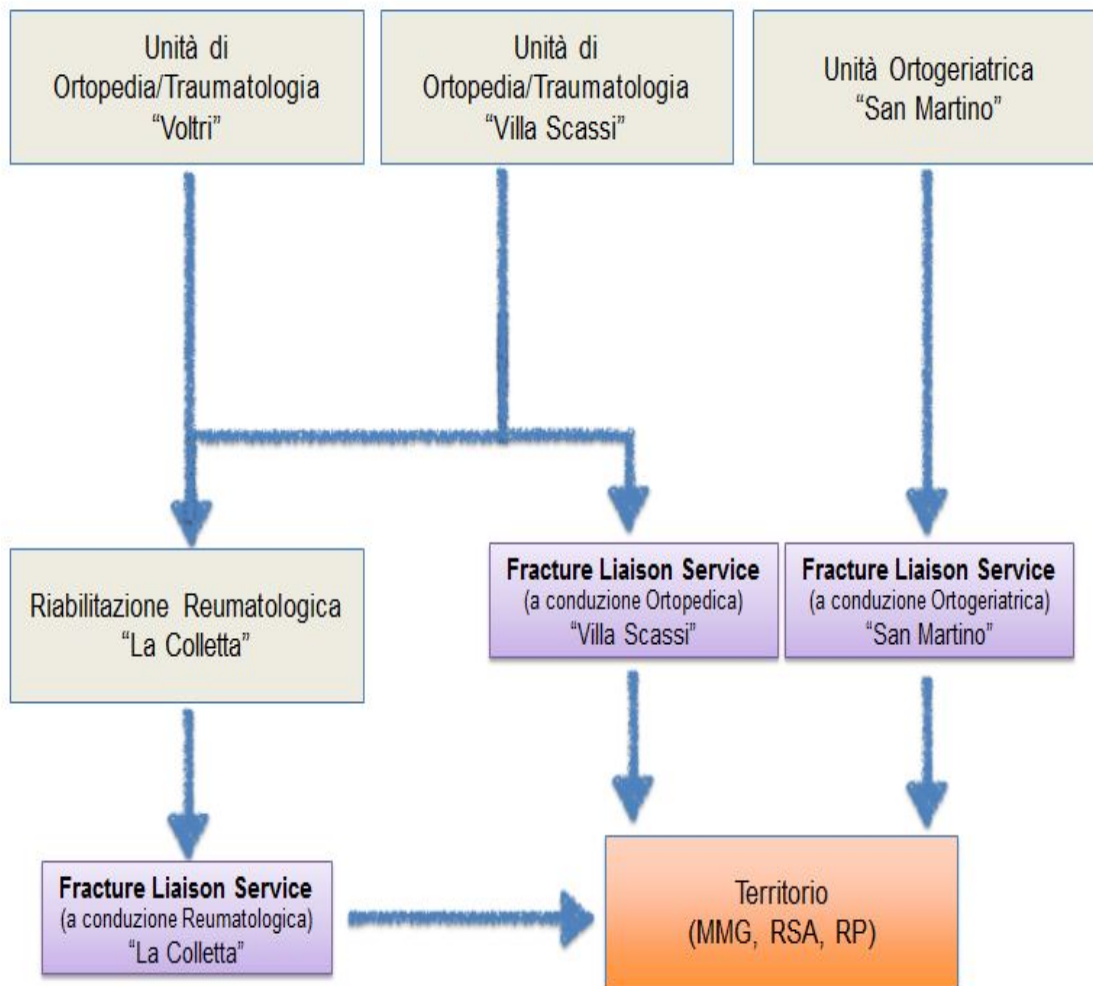 Unità di
Ortopedia/Traumatologia
“Voltri”
Unità di
Ortopedia/Traumatologia
“Villa Scassi”
Unità Ortogeriatrica
“San Martino”
Riabilitazione Reumatologica
“La Colletta”
Fracture Liaison Service
(a conduzione Ortopedica)
“Villa Scassi”
Fracture Liaison Service
(a conduzione Ortogeriatrica)
“San Martino”
Fracture Liaison Service
(a conduzione Reumatologica)
“La Colletta”
Territorio
(MMG, RSA, RP)